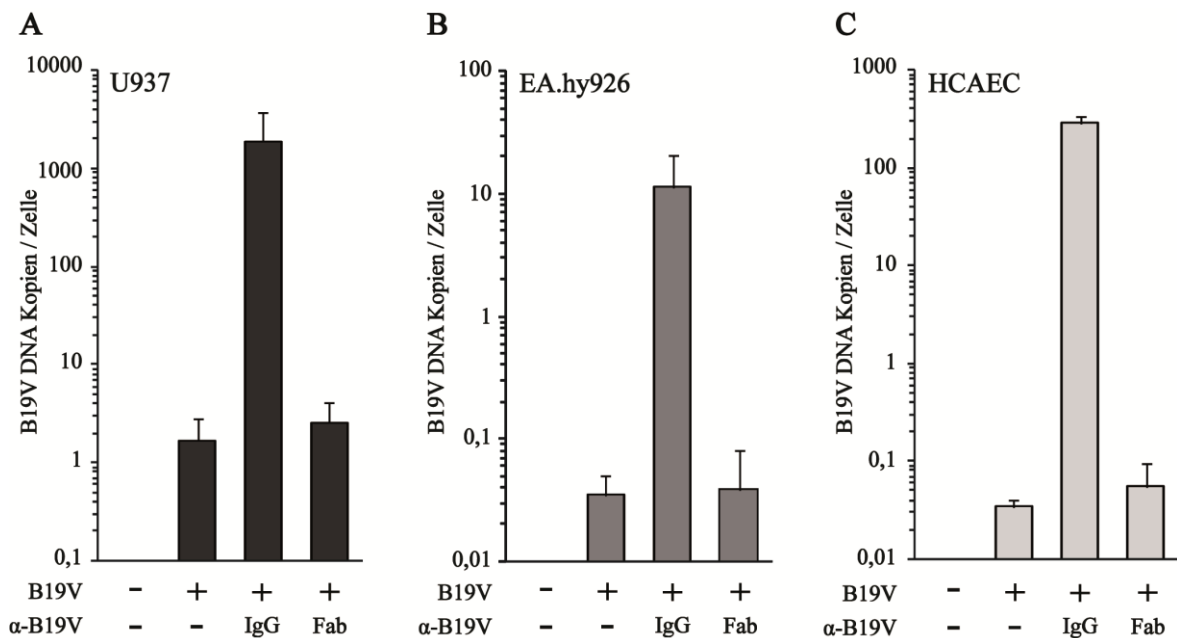 A
B19V DNA Kopien / Zelle
10000
1000
100
10
1
0,1
U937
B19V - + + +
α-B19V - - IgG Fab
B
B19V DNA Kopien / Zelle
100
10
1
0,1
0,01
EA.hy926
B19V - + + +
α-B19V - - IgG Fab
C
B19V DNA Kopien / Zelle
1000
100
10
1
0,1
0,01
HCAEC
B19V - + + +
α-B19V - - IgG Fab